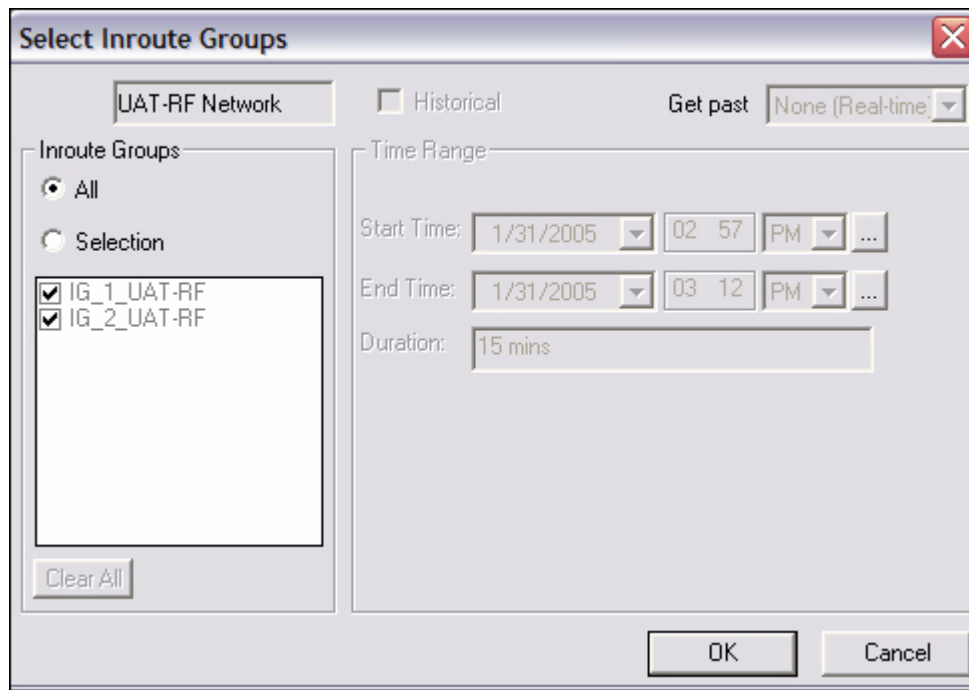 Select Inroute Groups
UAT-RF Network
Historical
Get past
None (Real-time)
Inroute Groups
All
Selection
IG_1_UAT-RF
IG_2_UAT-RF
Clear All
Time Range
Start Time: 1/31/2005 02 57 PM ...
End Time: 1/31/2005 03 12 PM ...
Duration: 15 mins
OK
Cancel